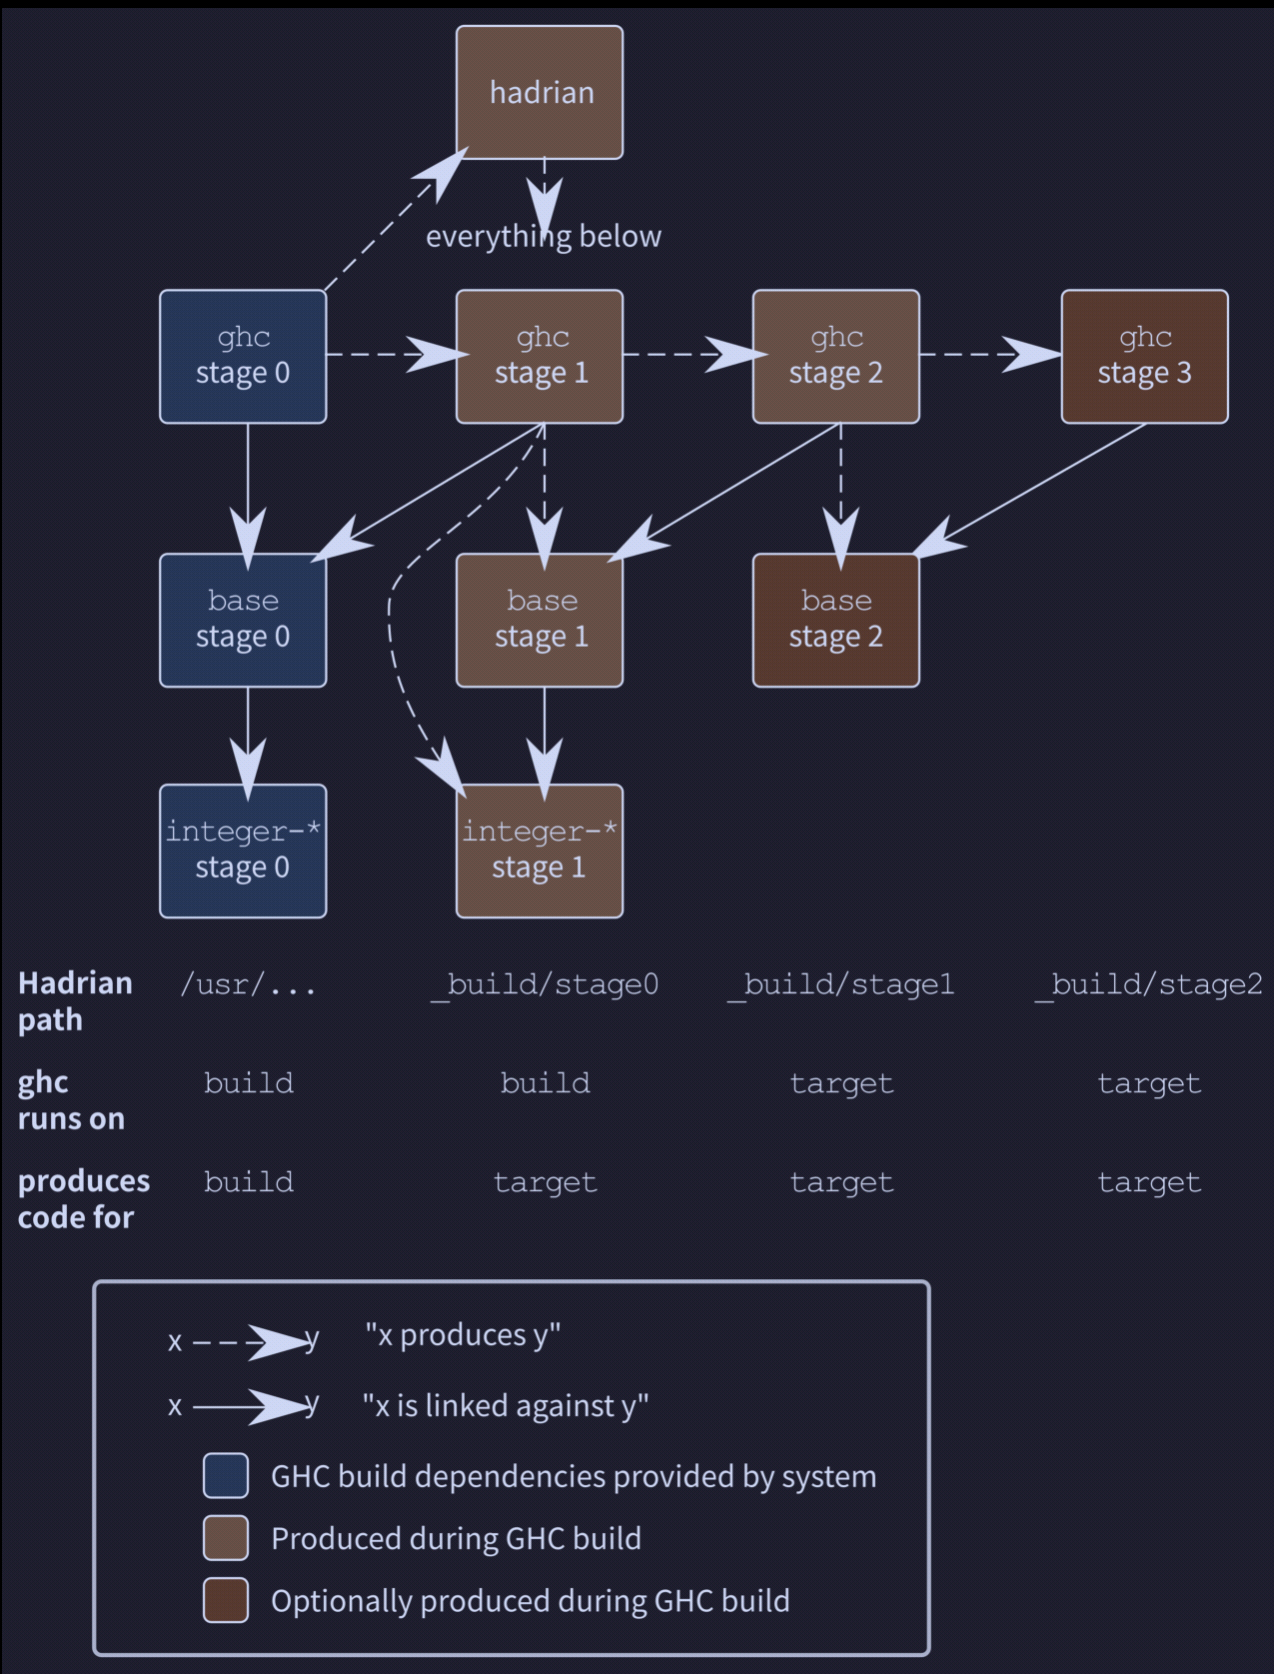 hadrian
everything below
ghc
stage 0
ghc
stage 1
ghc
stage 2
ghc
stage 3
base
stage 0
base
stage 1
base
stage 2
integer-*
stage 0
integer-*
stage 1
Hadrian
path
/usr/...
_build/stage0
_build/stage1
_build/stage2
ghc
runs on
build
build
target
target
produces
code for
build
target
target
target
x y "x produces y"
x y "x is linked against y"
GHC build dependencies provided by system
Produced during GHC build
Optionally produced during GHC build